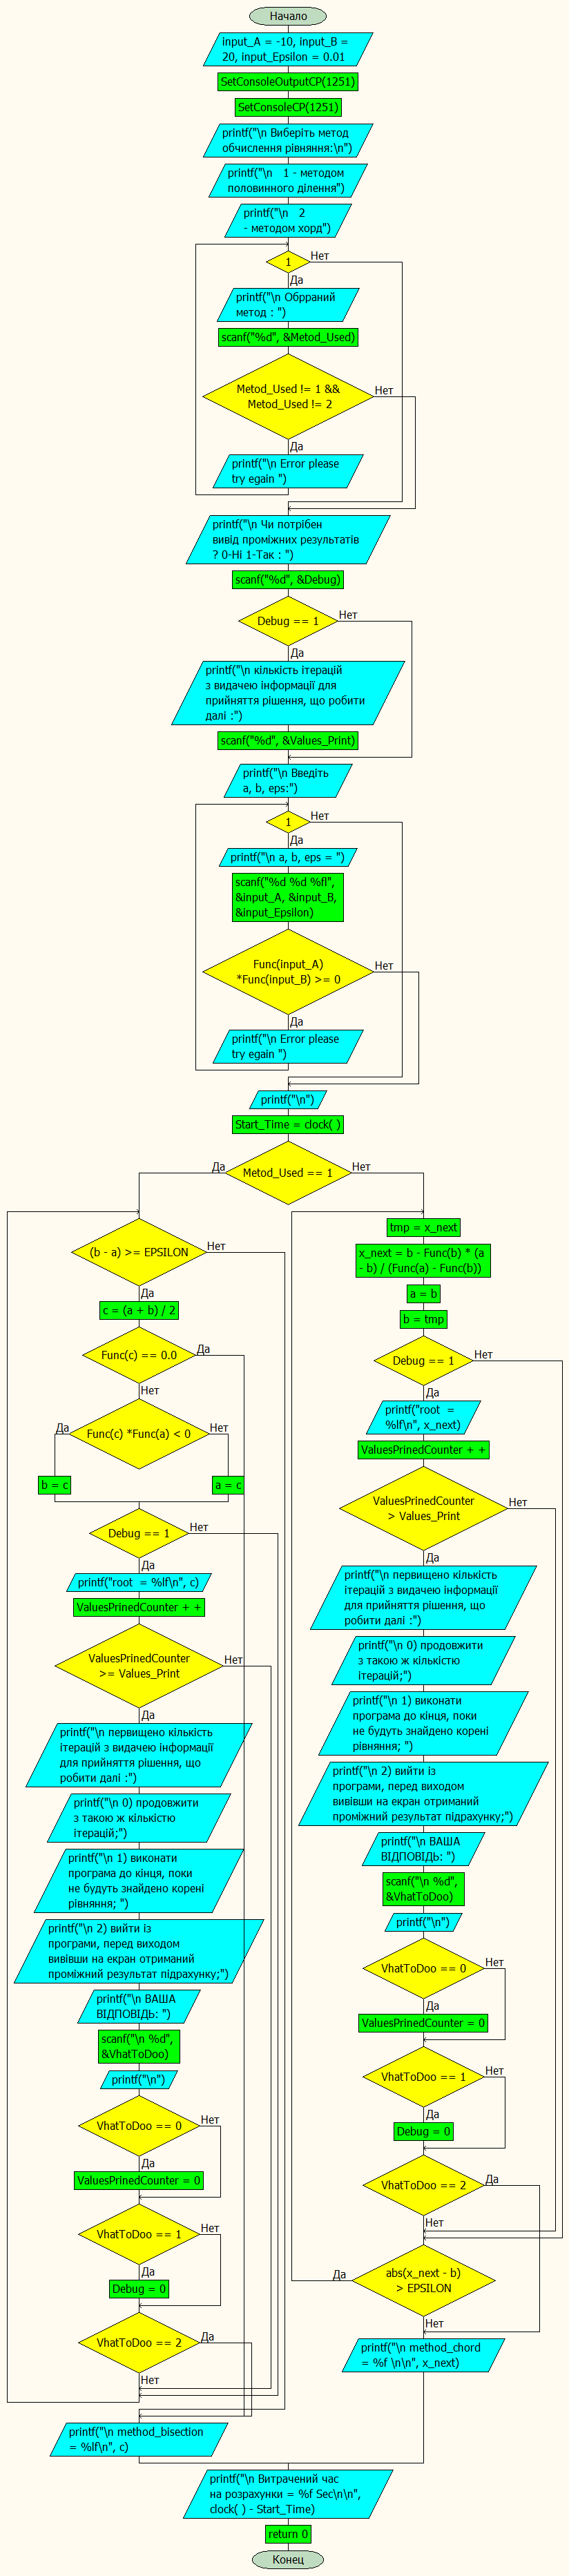 Начало
input_A = -10, input_B =
20, input_Epsilon = 0.01
SetConsoleOutputCP(1251)
SetConsoleCP(1251)
printf("\n Виберіть метод
обчислення рівняння:\n")
printf("\n   1 - методом
половинного ділення")
printf("\n   2
- методом хорд")
1
Нет
Да
printf("\n Обрраний
метод : ")
scanf("%d", &Metod_Used)
Metod_Used != 1 &&
Metod_Used != 2
Нет
Да
printf("\n Error please
try egain ")
printf("\n Чи потрібен
вивід проміжних результатів
? 0-Ні 1-Так : ")
scanf("%d", &Debug)
Debug == 1
Нет
Да
printf("\n кількість ітерацій
з видачею інформації для
прийняття рішення, що робити
далі :")
scanf("%d", &Values_Print)
printf("\n Введіть
a, b, eps:")
1
Нет
Да
printf("\n a, b, eps = ")
scanf("%d %d %fl",
&input_A, &input_B,
&input_Epsilon)
Func(input_A)
*Func(input_B) >= 0
Нет
Да
printf("\n Error please
try egain ")
printf("\n")
Start_Time = clock( )
Metod_Used == 1
Да
Нет
(b - a) >= EPSILON
Нет
Да
c = (a + b) / 2
Func(c) == 0.0
Да
Нет
Func(c) *Func(a) < 0
Да
Нет
b = c
a = c
Debug == 1
Нет
Да
printf("root  = %lf\n", c)
ValuesPrinedCounter + +
ValuesPrinedCounter
>= Values_Print
Нет
Да
printf("\n первищено кількість
ітерацій з видачею інформації
для прийняття рішення, що
робити далі :")
printf("\n 0) продовжити
з такою ж кількістю
ітерацій;")
printf("\n 1) виконати
програма до кінця, поки
не будуть знайдено корені
рівняння; ")
printf("\n 2) вийти із
програми, перед виходом
вивівши на екран отриманий
проміжний результат підрахунку;")
printf("\n ВАША
ВІДПОВІДЬ: ")
scanf("\n %d",
&VhatToDoo)
printf("\n")
VhatToDoo == 0
Нет
Да
ValuesPrinedCounter = 0
VhatToDoo == 1
Нет
Да
Debug = 0
VhatToDoo == 2
Да
Нет
printf("\n method_bisection
= %lf\n", c)
tmp = x_next
x_next = b - Func(b) * (a
- b) / (Func(a) - Func(b))
a = b
b = tmp
Debug == 1
Нет
Да
printf("root  =
%lf\n", x_next)
ValuesPrinedCounter + +
ValuesPrinedCounter
> Values_Print
Нет
Да
printf("\n первищено кількість
ітерацій з видачею інформації
для прийняття рішення, що
робити далі :")
printf("\n 0) продовжити
з такою ж кількістю
ітерацій;")
printf("\n 1) виконати
програма до кінця, поки
не будуть знайдено корені
рівняння; ")
printf("\n 2) вийти із
програми, перед виходом
вивівши на екран отриманий
проміжний результат підрахунку;")
printf("\n ВАША
ВІДПОВІДЬ: ")
scanf("\n %d",
&VhatToDoo)
printf("\n")
VhatToDoo == 0
Нет
Да
ValuesPrinedCounter = 0
VhatToDoo == 1
Нет
Да
Debug = 0
VhatToDoo == 2
Да
Нет
abs(x_next - b)
> EPSILON
Да
Нет
printf("\n method_chord
= %f \n\n", x_next)
printf("\n Витрачений час
на розрахунки = %f Sec\n\n",
clock( ) - Start_Time)
return 0
Конец